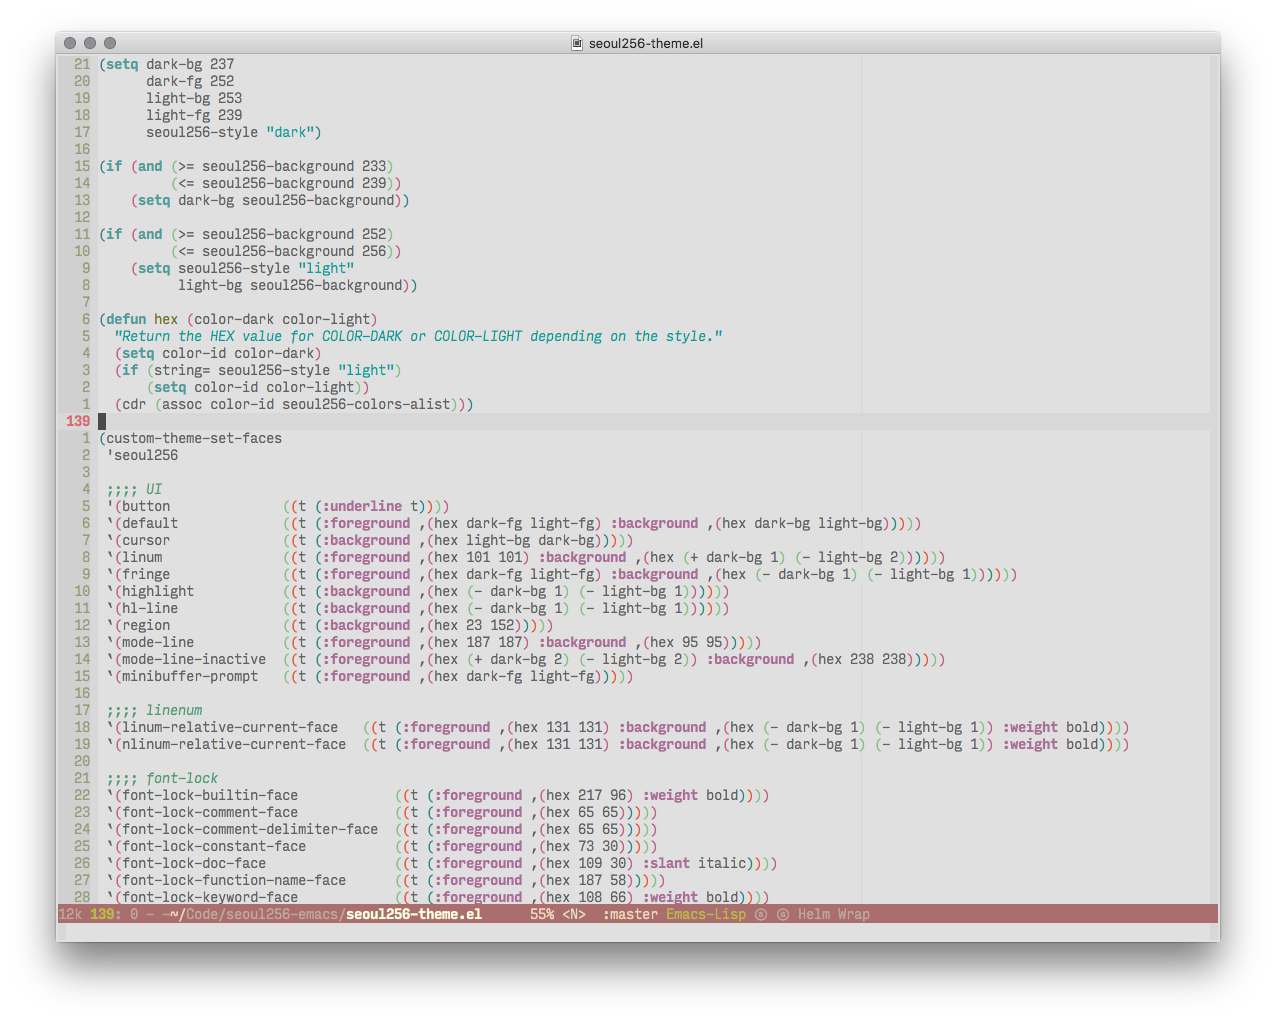 seoul256-theme.el
21 (setq dark-bg 237
20       dark-fg 252
19       light-bg 253
18       light-fg 239
17       seoul256-style "dark")
16
15 (if (and (>= seoul256-background 233)
14          (<= seoul256-background 239))
13     (setq dark-bg seoul256-background))
12
11 (if (and (>= seoul256-background 252)
10          (<= seoul256-background 256))
9     (setq seoul256-style "light"
8           light-bg seoul256-background))
7
6 (defun hex (color-dark color-light)
5   "Return the HEX value for COLOR-DARK or COLOR-LIGHT depending on the style."
4   (setq color-id color-dark)
3   (if (string= seoul256-style "light")
2       (setq color-id color-light))
1   (cdr (assoc color-id seoul256-colors-alist)))
139
1 (custom-theme-set-faces
2  'seoul256
3
4  ;;;; UI
5  '(button              ((t (:underline t))))
6  `(default             ((t (:foreground ,(hex dark-fg light-fg) :background ,(hex dark-bg light-bg)))))
7  `(cursor              ((t (:background ,(hex light-bg dark-bg)))))
8  `(linum               ((t (:foreground ,(hex 101 101) :background ,(hex (+ dark-bg 1) (- light-bg 2))))))
9  `(fringe              ((t (:foreground ,(hex dark-fg light-fg) :background ,(hex (- dark-bg 1) (- light-bg 1))))))
10  `(highlight           ((t (:background ,(hex (- dark-bg 1) (- light-bg 1))))))
11  `(hl-line             ((t (:background ,(hex (- dark-bg 1) (- light-bg 1))))))
12  `(region              ((t (:background ,(hex 23 152)))))
13  `(mode-line           ((t (:foreground ,(hex 187 187) :background ,(hex 95 95)))))
14  `(mode-line-inactive  ((t (:foreground ,(hex (+ dark-bg 2) (- light-bg 2)) :background ,(hex 238 238)))))
15  `(minibuffer-prompt   ((t (:foreground ,(hex dark-fg light-fg)))))
16
17  ;;;; linenum
18  `(linum-relative-current-face   ((t (:foreground ,(hex 131 131) :background ,(hex (- dark-bg 1) (- light-bg 1)) :weight bold))))
19  `(nlinum-relative-current-face  ((t (:foreground ,(hex 131 131) :background ,(hex (- dark-bg 1) (- light-bg 1)) :weight bold))))
20
21  ;;;; font-lock
22  `(font-lock-builtin-face            ((t (:foreground ,(hex 217 96) :weight bold))))
23  `(font-lock-comment-face            ((t (:foreground ,(hex 65 65)))))
24  `(font-lock-comment-delimiter-face  ((t (:foreground ,(hex 65 65)))))
25  `(font-lock-constant-face           ((t (:foreground ,(hex 73 30)))))
26  `(font-lock-doc-face                ((t (:foreground ,(hex 109 30) :slant italic))))
27  `(font-lock-function-name-face      ((t (:foreground ,(hex 187 58)))))
28  `(font-lock-keyword-face            ((t (:foreground ,(hex 108 66) :weight bold))))
12k 139: 0 - -~/Code/seoul256-emacs/seoul256-theme.el      55% <N>  :master Emacs-Lisp ⓢ ⓐ Helm Wrap